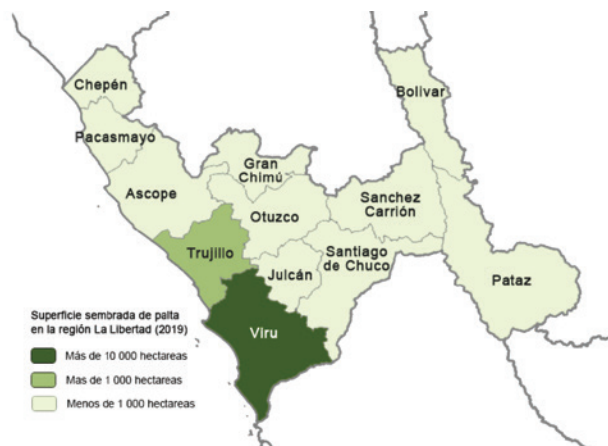 Chepén
Bolivar
Pacasmayo
Gran
Chimú
Ascope
Sanchez
Carrión
Otuzco
Trujillo
Santiago
de Chuco
Julcán
Pataz
Superficie sembrada de palta
en la región La Libertad (2019)
Viru
Más de 10 000 hectareas
Mas de 1 000 hectareas
Menos de 1 000 hectareas